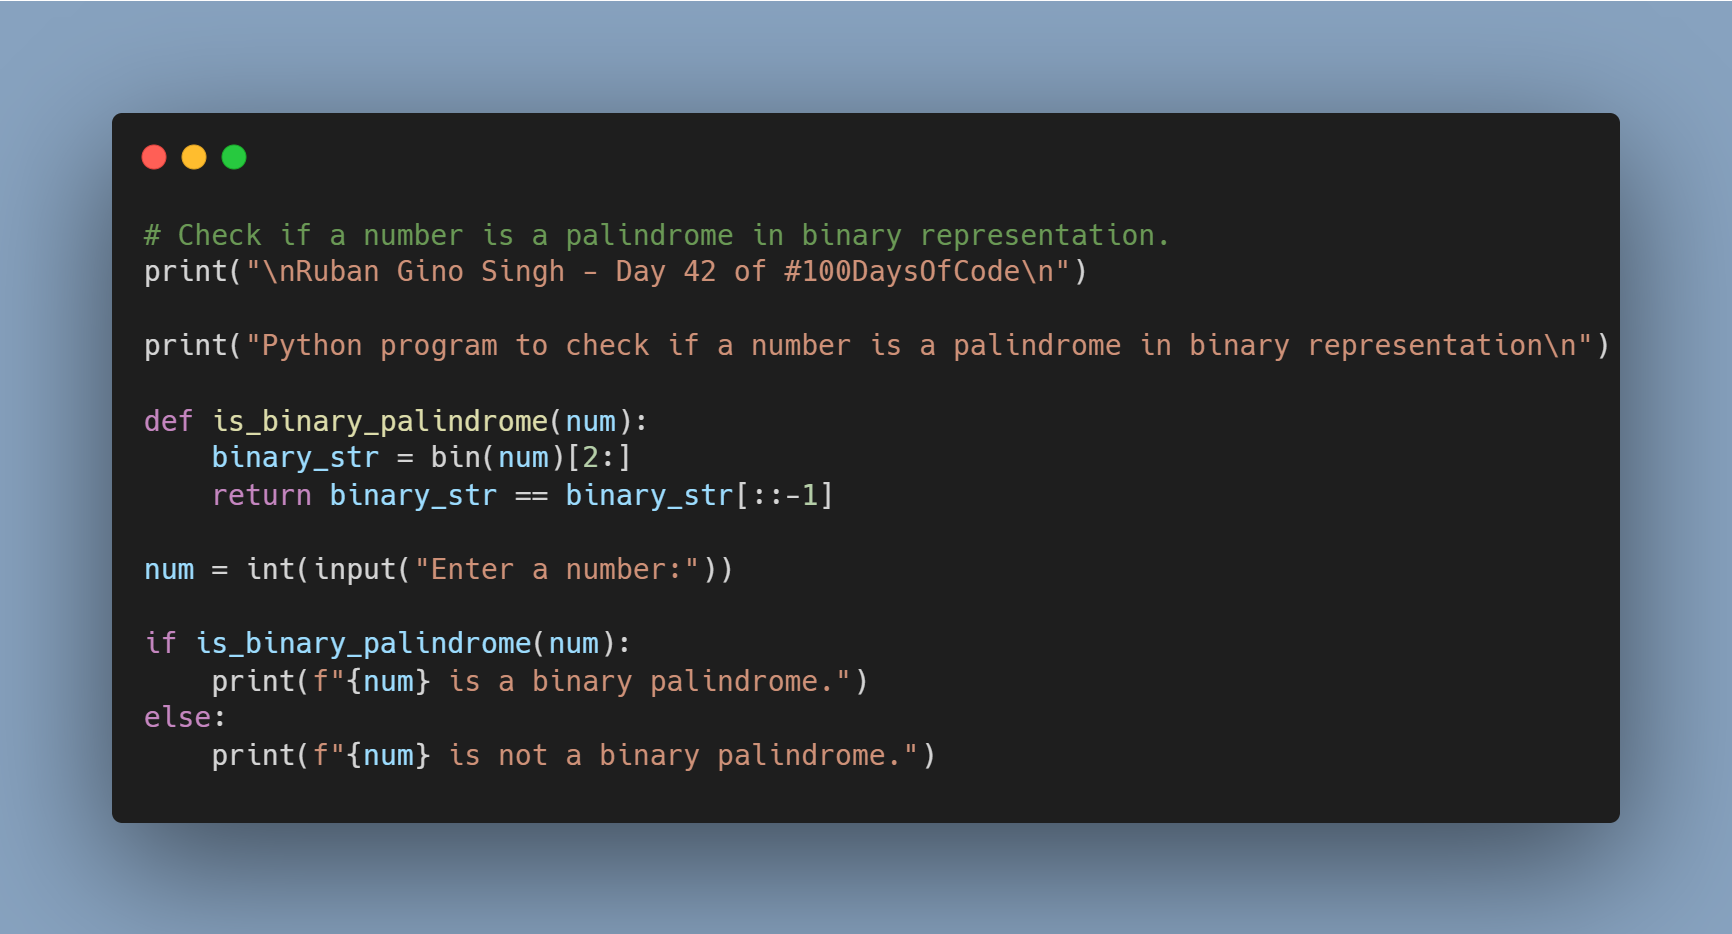 # Check if a number is a palindrome in binary representation.
print("\nRuban Gino Singh - Day 42 of #100DaysOfCode\n")

print("Python program to check if a number is a palindrome in binary representation\n")

def is_binary_palindrome(num):
    binary_str = bin(num)[2:]
    return binary_str == binary_str[::-1]

num = int(input("Enter a number:"))

if is_binary_palindrome(num):
    print(f"{num} is a binary palindrome.")
else:
    print(f"{num} is not a binary palindrome.")